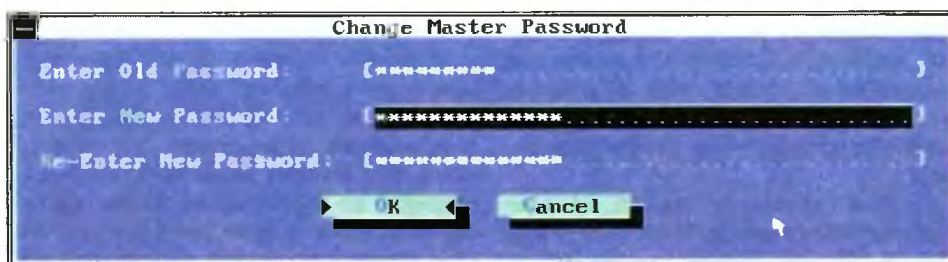 Change Master Password
Enter Old Password: [********* ]
Enter New Password: [************** ]
Re-Enter New Password: [************** ]
OK Cancel